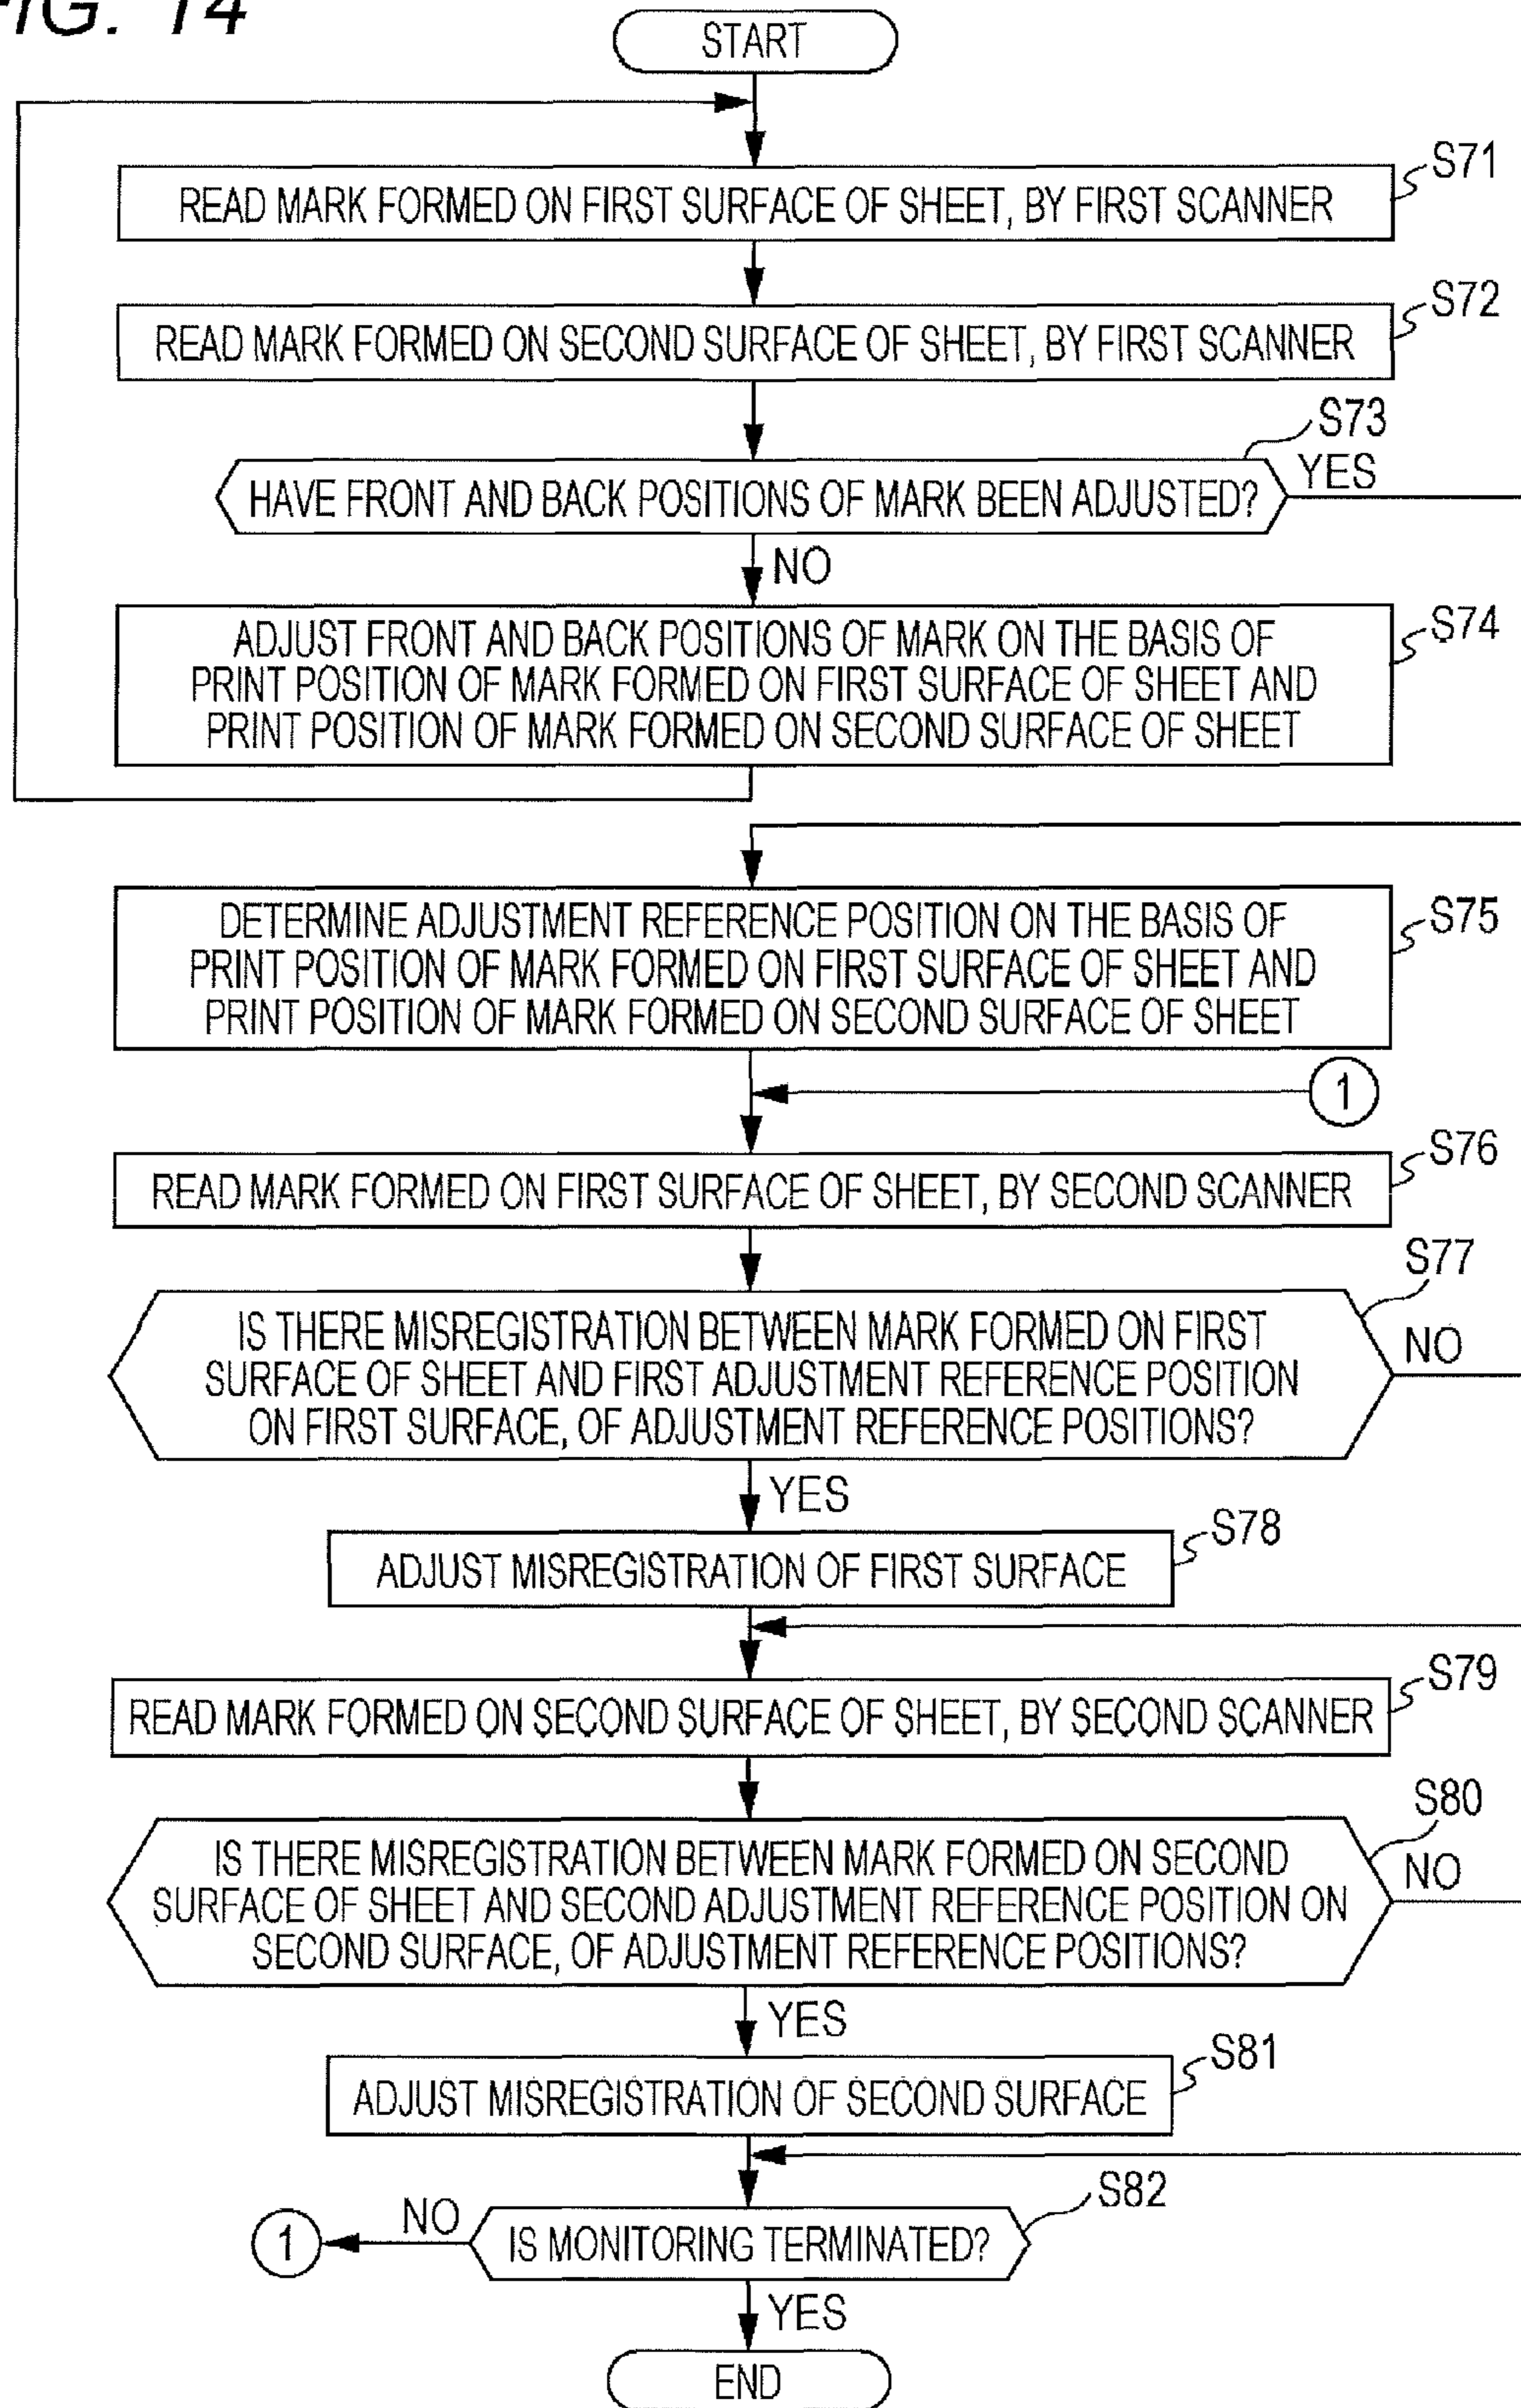 FIG. 14
START
S71
READ MARK FORMED ON FIRST SURFACE OF SHEET, BY FIRST SCANNER
S72
READ MARK FORMED ON SECOND SURFACE OF SHEET, BY FIRST SCANNER
S73
HAVE FRONT AND BACK POSITIONS OF MARK BEEN ADJUSTED?
YES
NO
S74
ADJUST FRONT AND BACK POSITIONS OF MARK ON THE BASIS OF
PRINT POSITION OF MARK FORMED ON FIRST SURFACE OF SHEET AND
PRINT POSITION OF MARK FORMED ON SECOND SURFACE OF SHEET
S75
DETERMINE ADJUSTMENT REFERENCE POSITION ON THE BASIS OF
PRINT POSITION OF MARK FORMED ON FIRST SURFACE OF SHEET AND
PRINT POSITION OF MARK FORMED ON SECOND SURFACE OF SHEET
1
S76
READ MARK FORMED ON FIRST SURFACE OF SHEET, BY SECOND SCANNER
S77
IS THERE MISREGISTRATION BETWEEN MARK FORMED ON FIRST
SURFACE OF SHEET AND FIRST ADJUSTMENT REFERENCE POSITION
ON FIRST SURFACE, OF ADJUSTMENT REFERENCE POSITIONS?
NO
YES
S78
ADJUST MISREGISTRATION OF FIRST SURFACE
S79
READ MARK FORMED ON SECOND SURFACE OF SHEET, BY SECOND SCANNER
S80
IS THERE MISREGISTRATION BETWEEN MARK FORMED ON SECOND
SURFACE OF SHEET AND SECOND ADJUSTMENT REFERENCE POSITION ON
SECOND SURFACE, OF ADJUSTMENT REFERENCE POSITIONS?
NO
YES
S81
ADJUST MISREGISTRATION OF SECOND SURFACE
S82
1
NO
IS MONITORING TERMINATED?
YES
END